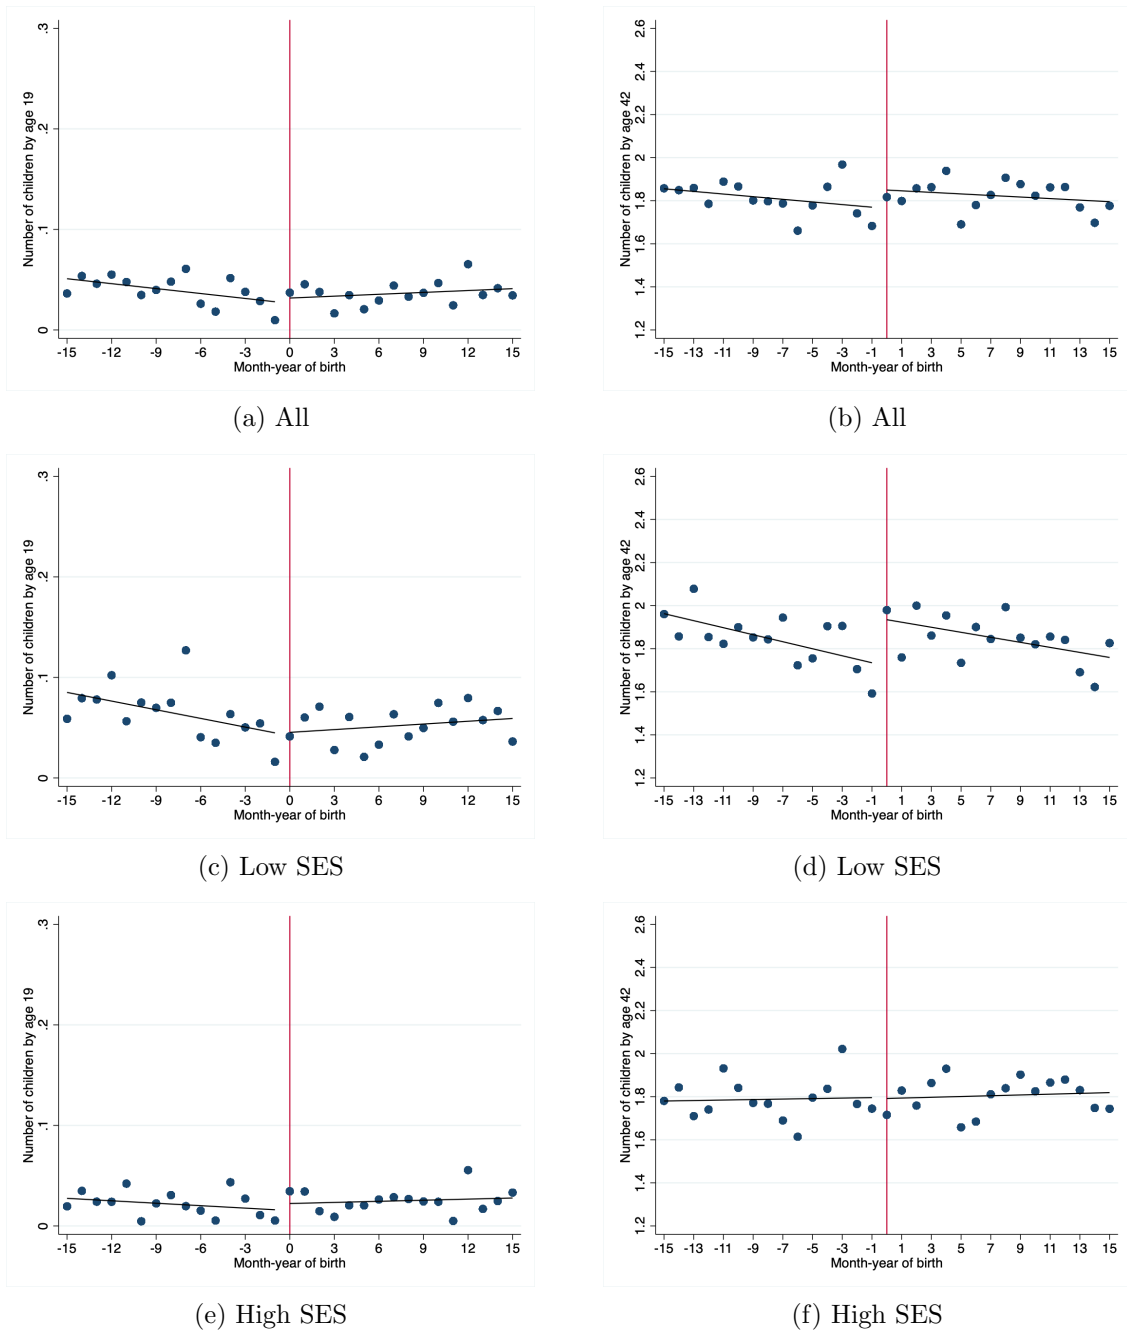 Number of children by age 19
0 .1 .2 .3
-15 -12 -9 -6 -3 0 3 6 9 12 15
Month-year of birth
(a) All
Number of children by age 42
1.2 1.4 1.6 1.8 2 2.2 2.4 2.6
-15 -13 -11 -9 -7 -5 -3 -1 1 3 5 7 9 11 13 15
Month-year of birth
(b) All
Number of children by age 19
0 .1 .2 .3
-15 -12 -9 -6 -3 0 3 6 9 12 15
Month-year of birth
(c) Low SES
Number of children by age 42
1.2 1.4 1.6 1.8 2 2.2 2.4 2.6
-15 -13 -11 -9 -7 -5 -3 -1 1 3 5 7 9 11 13 15
Month-year of birth
(d) Low SES
Number of children by age 19
0 .1 .2 .3
-15 -12 -9 -6 -3 0 3 6 9 12 15
Month-year of birth
(e) High SES
Number of children by age 42
1.2 1.4 1.6 1.8 2 2.2 2.4 2.6
-15 -13 -11 -9 -7 -5 -3 -1 1 3 5 7 9 11 13 15
Month-year of birth
(f) High SES